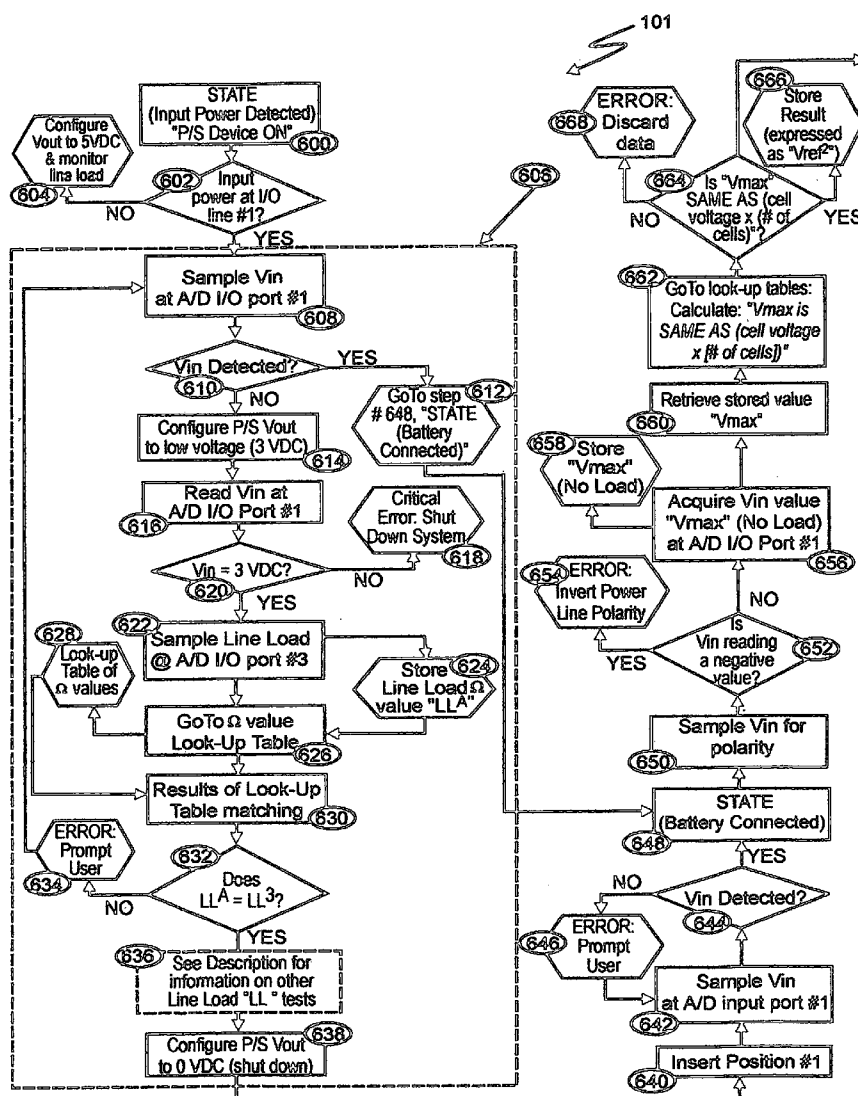 101
STATE
(Input Power Detected)
"P/S Device ON"
600
Configure
Vout to 5VDC
& monitor
line load
604
602
Input
power at I/O
line #1?
NO
YES
606
Sample Vin
at A/D I/O port #1
608
Vin Detected?
610
YES
NO
GoTo step
# 648, "STATE
(Battery
Connected)"
612
Configure P/S Vout
to low voltage (3 VDC)
614
Read Vin at
A/D I/O Port #1
616
Critical
Error: Shut
Down System
618
Vin = 3 VDC?
620
NO
YES
622
Sample Line Load
@ A/D I/O port #3
628
Look-up
Table of
Ω values
624
Store
Line Load Ω
value "LLᴬ"
GoTo Ω value
Look-Up Table
626
Results of Look-Up
Table matching
630
ERROR:
Prompt
User
634
632
Does
LLᴬ = LL³?
NO
YES
636
See Description for
information on other
Line Load "LL " tests
638
Configure P/S Vout
to 0 VDC (shut down)
666
Store
Result
(expressed
as "Vref²")
ERROR:
Discard
data
668
664
Is "Vmax"
SAME AS (cell
voltage x (# of
cells)"?
NO
YES
662
GoTo look-up tables:
Calculate: "Vmax is
SAME AS (cell voltage
x [# of cells])"
Retrieve stored value
"Vmax"
660
658
Store
"Vmax"
(No Load)
Acquire Vin value
"Vmax" (No Load)
at A/D I/O Port #1
656
654
ERROR:
Invert Power
Line Polarity
NO
Is
Vin reading
a negative
value?
652
YES
Sample Vin for
polarity
650
STATE
(Battery Connected)
648
YES
NO
Vin Detected?
644
646
ERROR:
Prompt
User
Sample Vin
at A/D input port #1
642
Insert Position #1
640